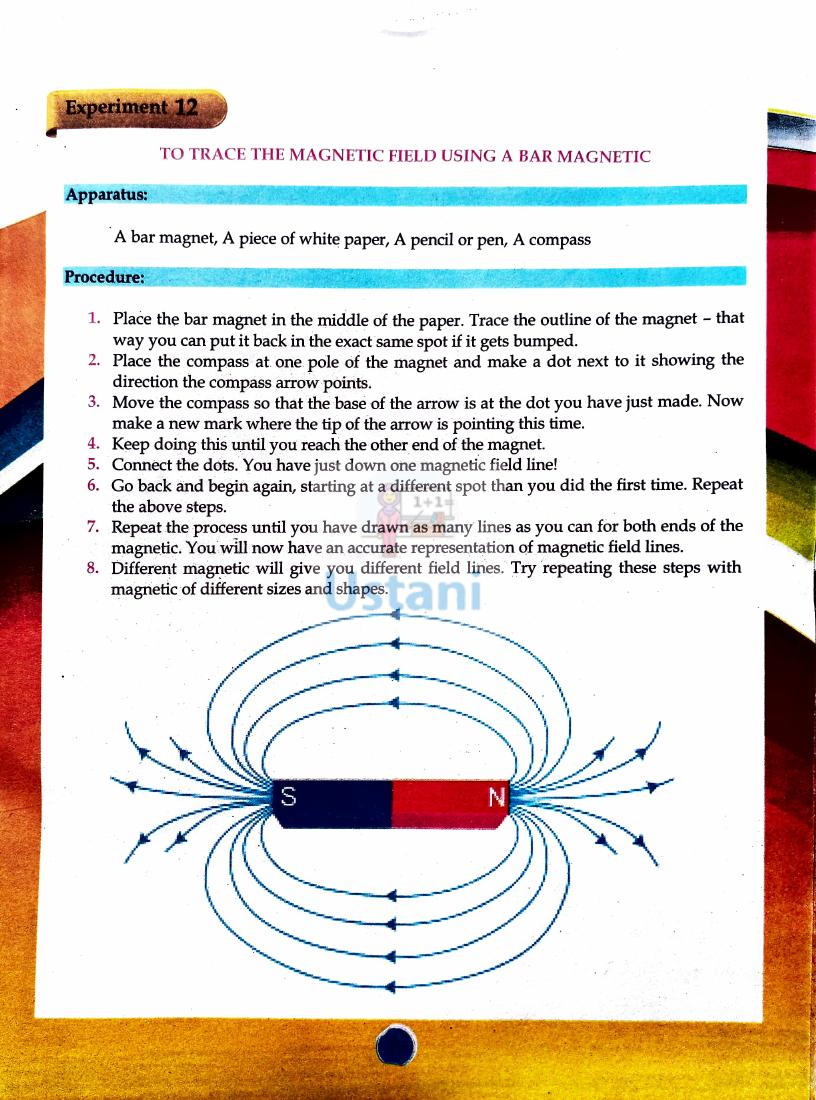 Experiment 12
TO TRACE THE MAGNETIC FIELD USING A BAR MAGNETIC
Apparatus:
A bar magnet, A piece of white paper, A pencil or pen, A compass
Procedure:
1. Place the bar magnet in the middle of the paper. Trace the outline of the magnet – that
way you can put it back in the exact same spot if it gets bumped.
2. Place the compass at one pole of the magnet and make a dot next to it showing the
direction the compass arrow points.
3. Move the compass so that the base of the arrow is at the dot you have just made. Now
make a new mark where the tip of the arrow is pointing this time.
4. Keep doing this until you reach the other end of the magnet.
5. Connect the dots. You have just down one magnetic field line!
6. Go back and begin again, starting at a different spot than you did the first time. Repeat
the above steps.
7. Repeat the process until you have drawn as many lines as you can for both ends of the
magnetic. You will now have an accurate representation of magnetic field lines.
8. Different magnetic will give you different field lines. Try repeating these steps with
magnetic of different sizes and shapes.
1+1=
Ustani
S N